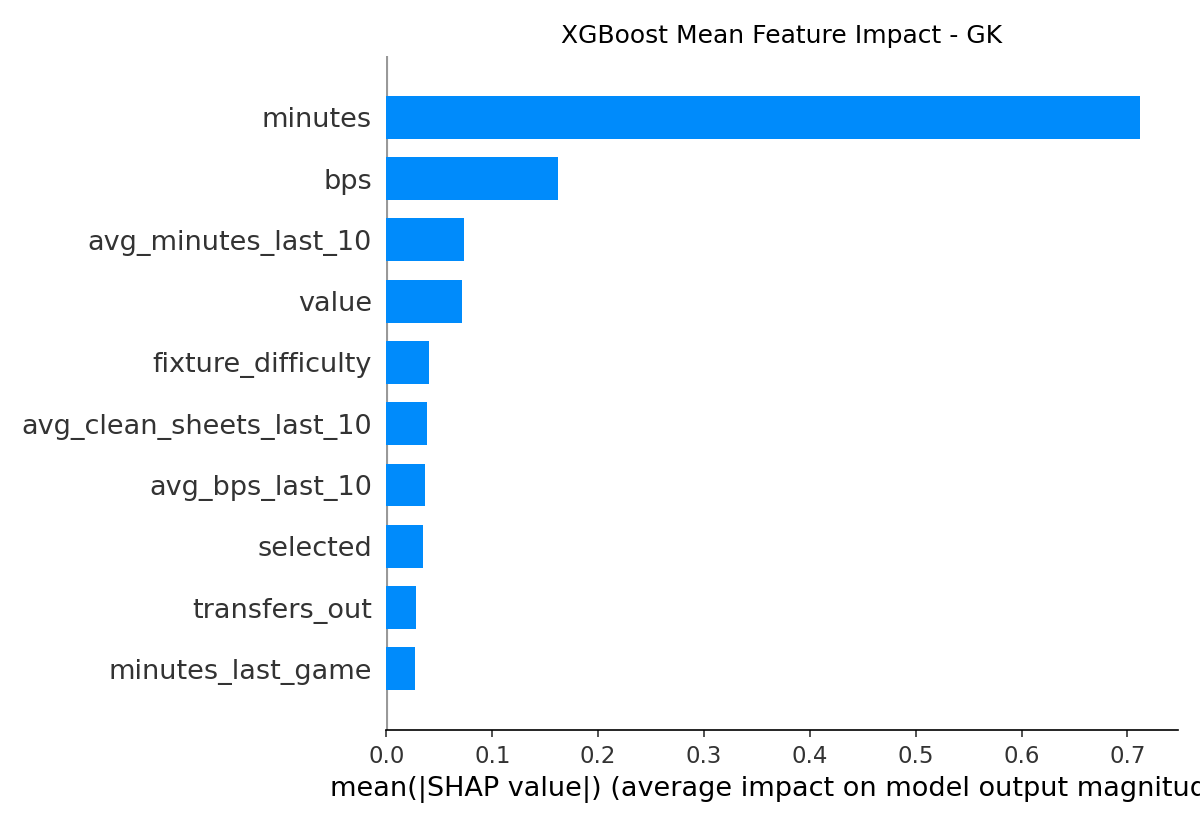 XGBoost Mean Feature Impact - GK
minutes
bps
avg_minutes_last_10
value
fixture_difficulty
avg_clean_sheets_last_10
avg_bps_last_10
selected
transfers_out
minutes_last_game
0.0 0.1 0.2 0.3 0.4 0.5 0.6 0.7
mean(|SHAP value|) (average impact on model output magnitud